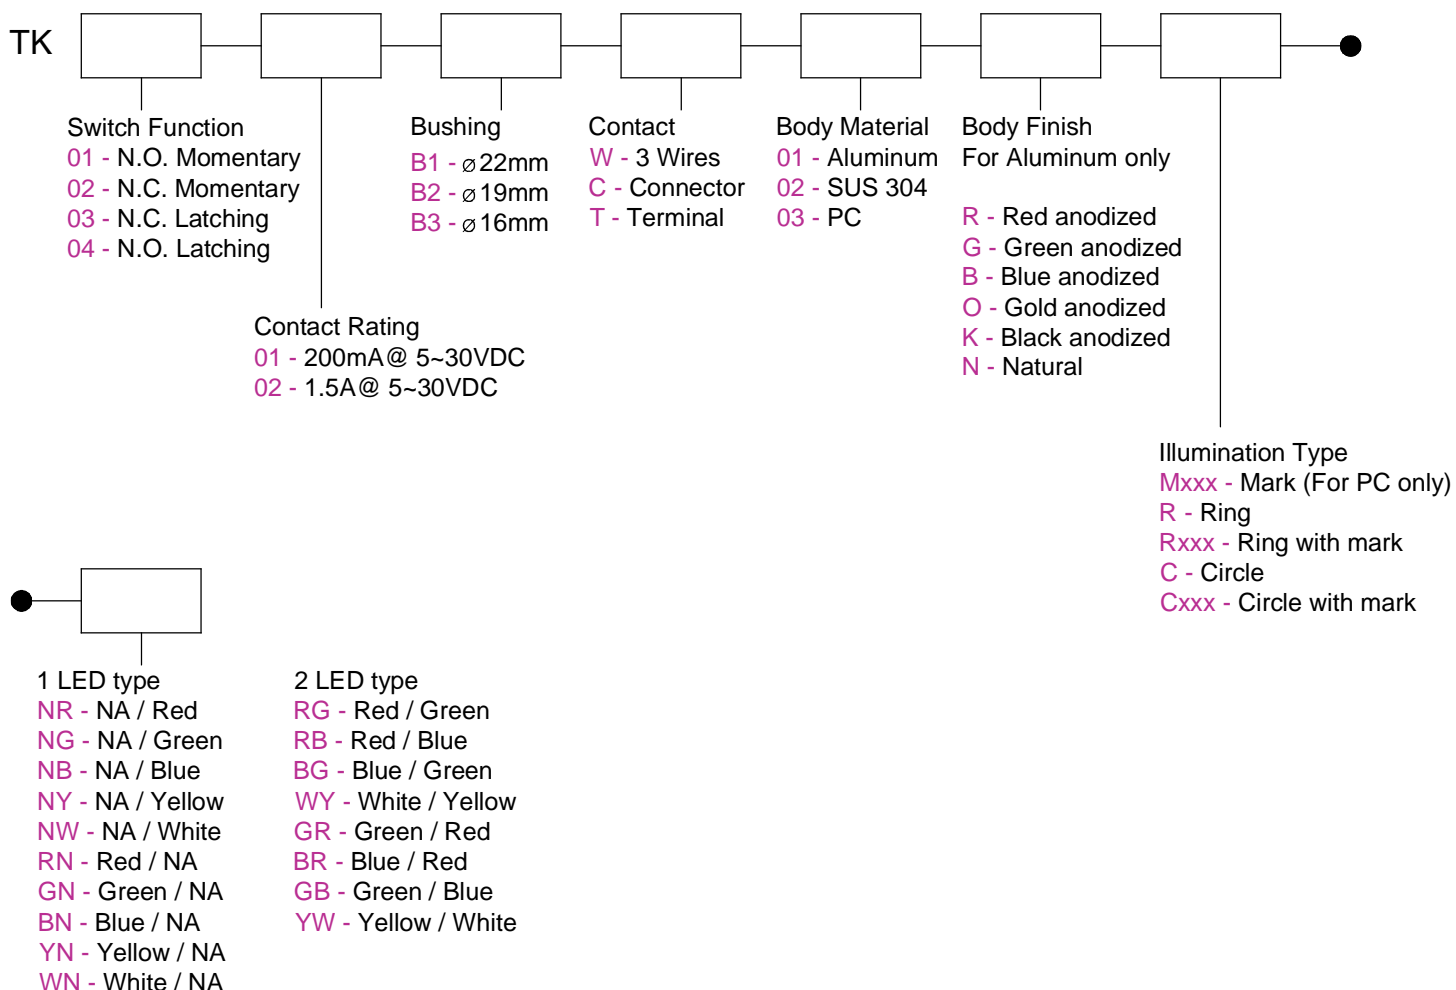 TK
Switch Function
01 - N.O. Momentary
02 - N.C. Momentary
03 - N.C. Latching
04 - N.O. Latching
Contact Rating
01 - 200mA@ 5~30VDC
02 - 1.5A@ 5~30VDC
Bushing
B1 - ⌀22mm
B2 - ⌀19mm
B3 - ⌀16mm
Contact
W - 3 Wires
C - Connector
T - Terminal
Body Material
01 - Aluminum
02 - SUS 304
03 - PC
Body Finish
For Aluminum only
R - Red anodized
G - Green anodized
B - Blue anodized
O - Gold anodized
K - Black anodized
N - Natural
Illumination Type
Mxxx - Mark (For PC only)
R - Ring
Rxxx - Ring with mark
C - Circle
Cxxx - Circle with mark
1 LED type
NR - NA / Red
NG - NA / Green
NB - NA / Blue
NY - NA / Yellow
NW - NA / White
RN - Red / NA
GN - Green / NA
BN - Blue / NA
YN - Yellow / NA
WN - White / NA
2 LED type
RG - Red / Green
RB - Red / Blue
BG - Blue / Green
WY - White / Yellow
GR - Green / Red
BR - Blue / Red
GB - Green / Blue
YW - Yellow / White